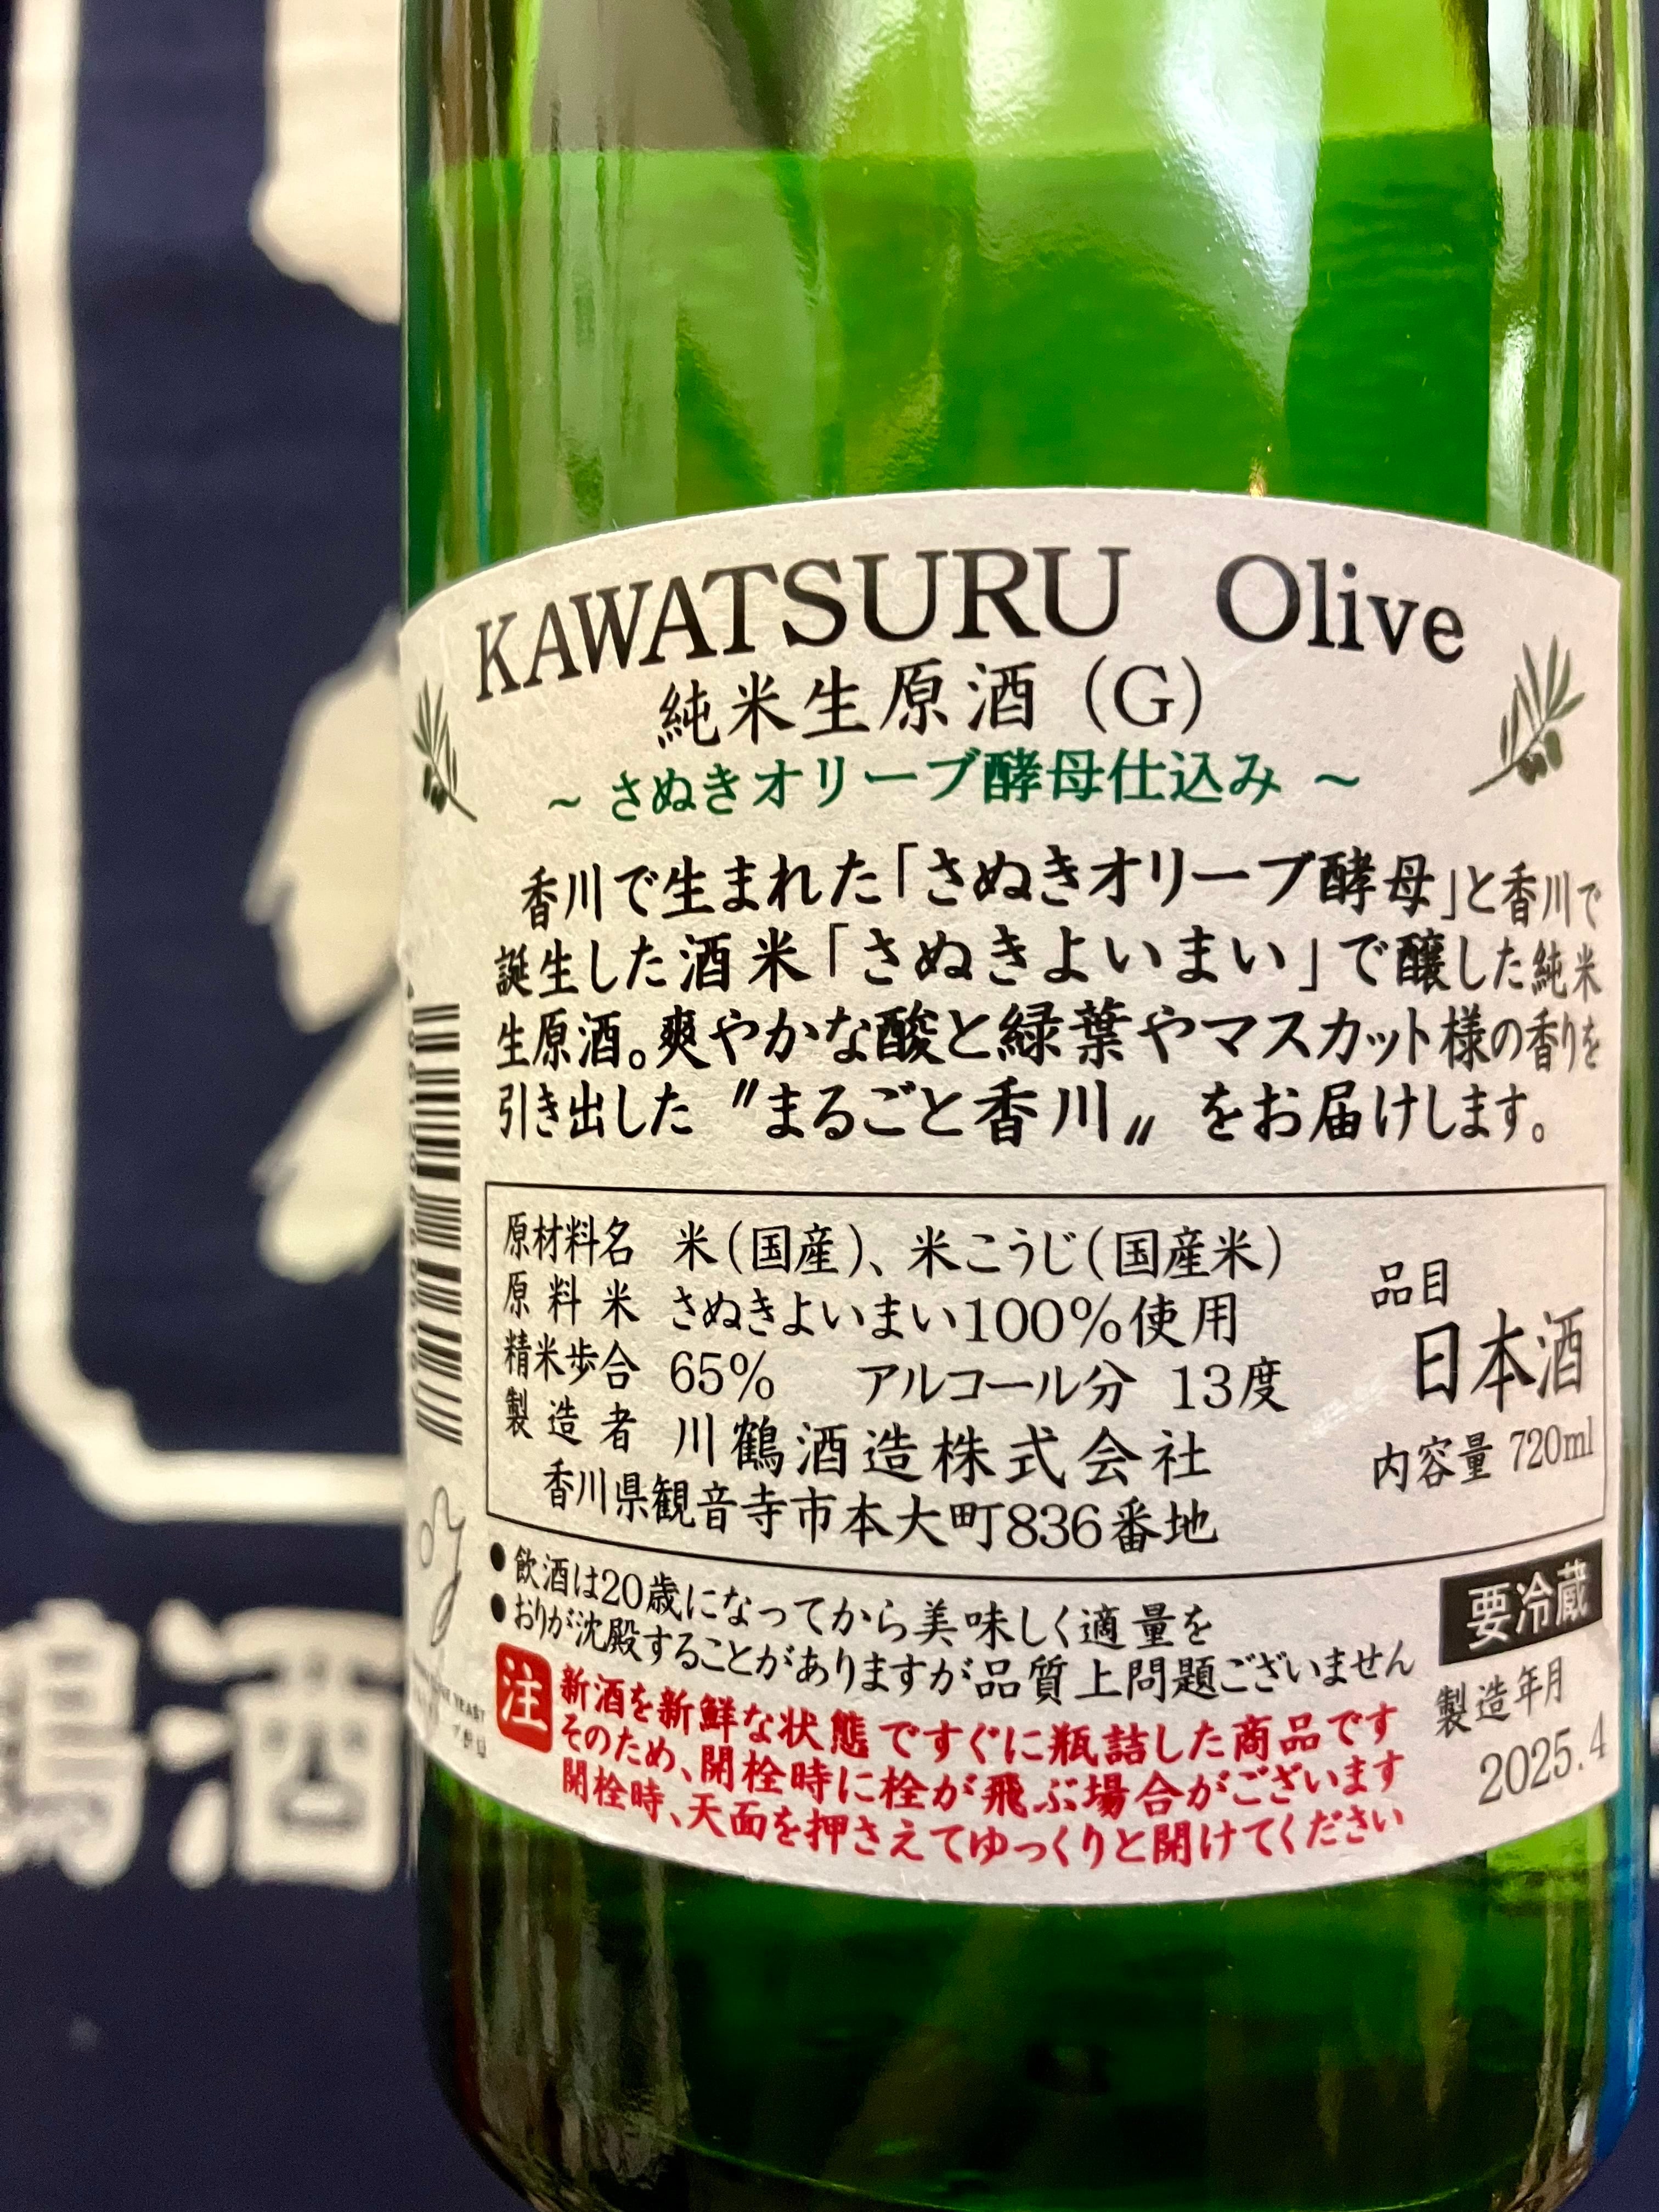 KAWATSURU Olive
純米生原酒（G）
～さぬきオリーブ酵母仕込み～
香川で生まれた「さぬきオリーブ酵母」と香川で
誕生した酒米「さぬきよいまい」で醸した純米
生原酒。爽やかな酸と緑葉やマスカット様の香りを
引き出した〝まるごと香川〟をお届けします。
原材料名 米（国産）、米こうじ（国産米）
原料米 さぬきよいまい100％使用
精米歩合 65％ アルコール分 13度
製造者 川鶴酒造株式会社
香川県観音寺市本大町836番地
品目
日本酒
内容量 720ml
●飲酒は20歳になってから美味しく適量を
●おりが沈殿することがありますが品質上問題ございません
注 新酒を新鮮な状態ですぐに瓶詰した商品です
そのため、開栓時に栓が飛ぶ場合がございます
開栓時、天面を押さえてゆっくりと開けてください
要冷蔵
製造年月
2025.4
鶴酒